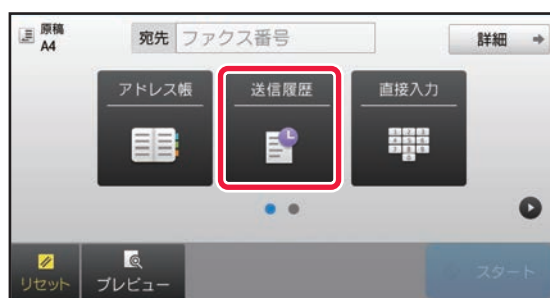 原稿
A4
宛先 ファクス番号
詳細
アドレス帳
送信履歴
直接入力
リセット
プレビュー
スタート